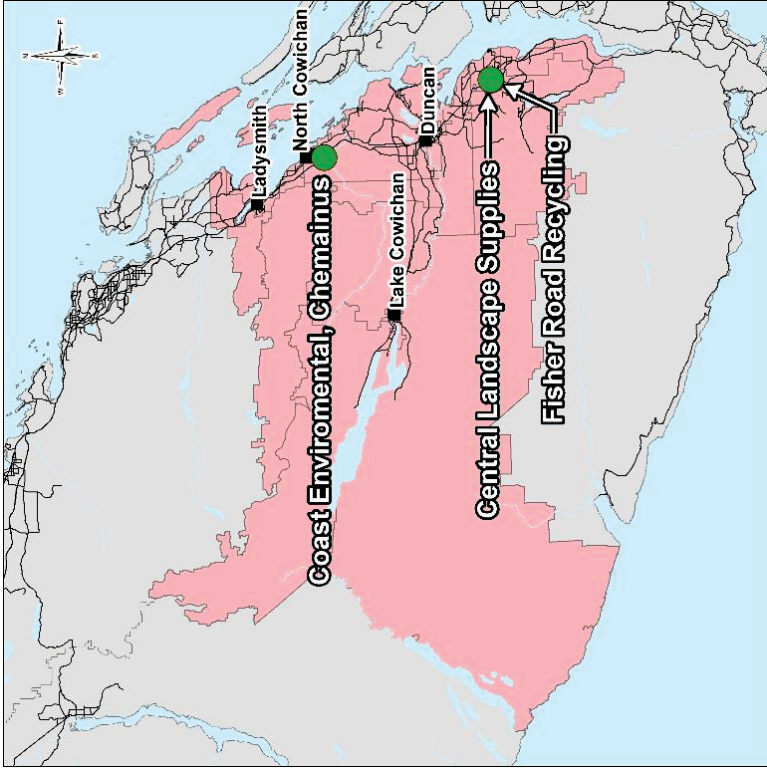 N
W
E
S
Ladysmith
North Cowichan
Coast Enviromental, Chemainus
Duncan
Lake Cowichan
Central Landscape Supplies
Fisher Road Recycling